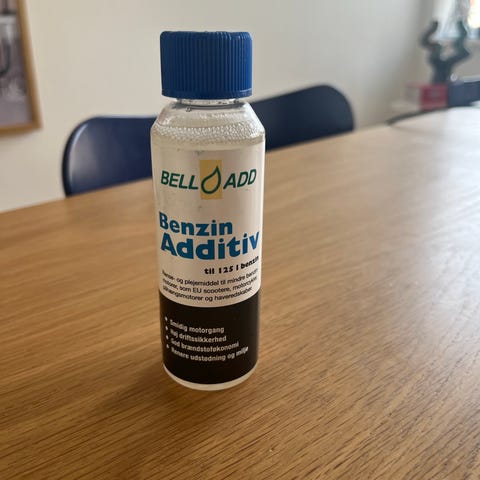 BELL ADD
Benzin
Additiv
til 125 l benzin
Rense- og plejemiddel til mindre benzin-
motorer, som EU scootere, motorcykler,
påhængsmotorer og haveredskaber.
• Smidig motorgang
• Høj driftssikkerhed
• God brændstoføkonomi
• Renere udstødning og miljø